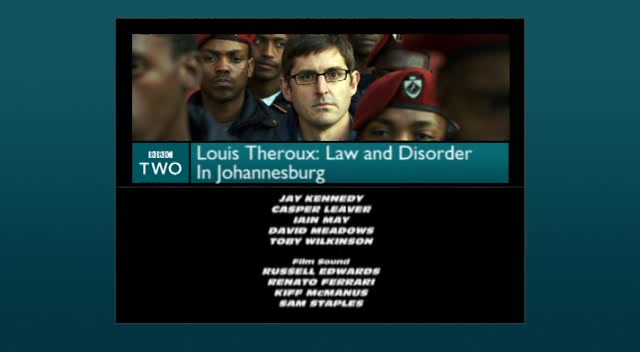 BBC
TWO
Louis Theroux: Law and Disorder
In Johannesburg
JAY KENNEDY
CASPER LEAVER
IAIN MAY
DAVID MEADOWS
TOBY WILKINSON
Film Sound
RUSSELL EDWARDS
RENATO FERRARI
KIFF McMANUS
SAM STAPLES